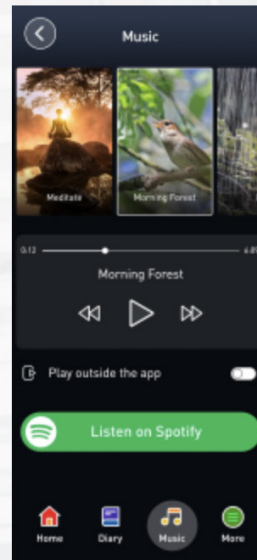 Music
Meditate
Morning Forest
0:12
Morning Forest
Play outside the app
Listen on Spotify
Home Diary Music More